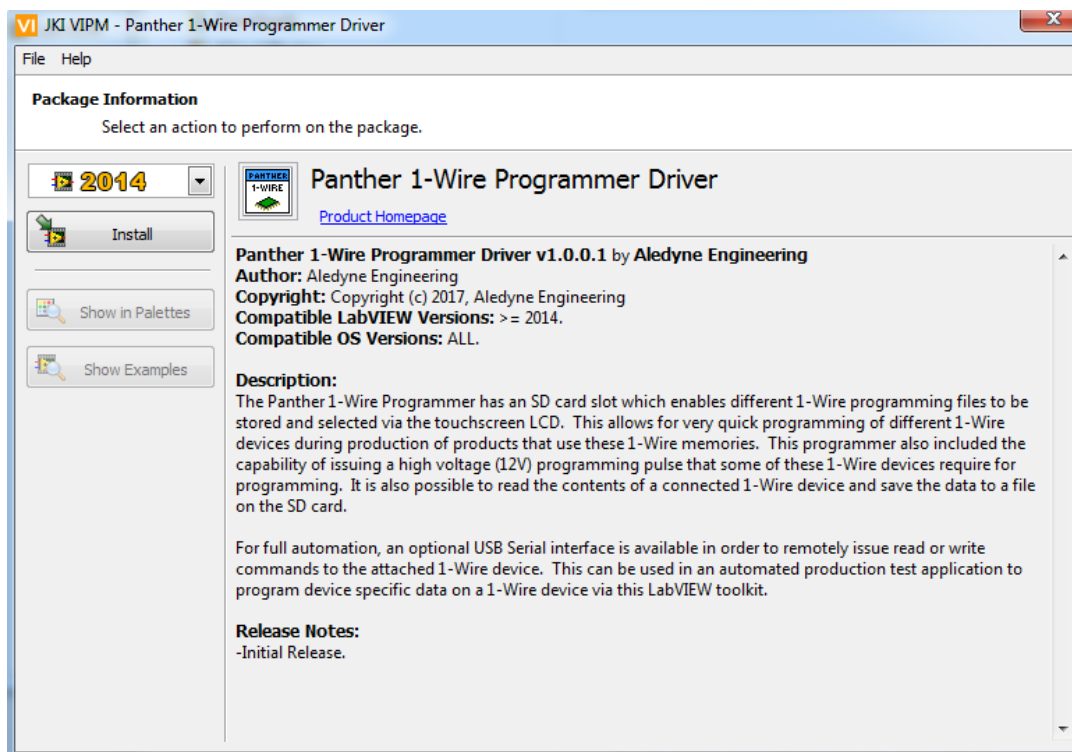 VI JKI VIPM - Panther 1-Wire Programmer Driver
X
File Help
Package Information
Select an action to perform on the package.
2014
Install
Show in Palettes
Show Examples
PANTHER
1-WIRE
Panther 1-Wire Programmer Driver
Product Homepage
Panther 1-Wire Programmer Driver v1.0.0.1 by Aledyne Engineering
Author: Aledyne Engineering
Copyright: Copyright (c) 2017, Aledyne Engineering
Compatible LabVIEW Versions: >= 2014.
Compatible OS Versions: ALL.
Description:
The Panther 1-Wire Programmer has an SD card slot which enables different 1-Wire programming files to be
stored and selected via the touchscreen LCD.  This allows for very quick programming of different 1-Wire
devices during production of products that use these 1-Wire memories.  This programmer also included the
capability of issuing a high voltage (12V) programming pulse that some of these 1-Wire devices require for
programming.  It is also possible to read the contents of a connected 1-Wire device and save the data to a file
on the SD card.
For full automation, an optional USB Serial interface is available in order to remotely issue read or write
commands to the attached 1-Wire device.  This can be used in an automated production test application to
program device specific data on a 1-Wire device via this LabVIEW toolkit.
Release Notes:
-Initial Release.